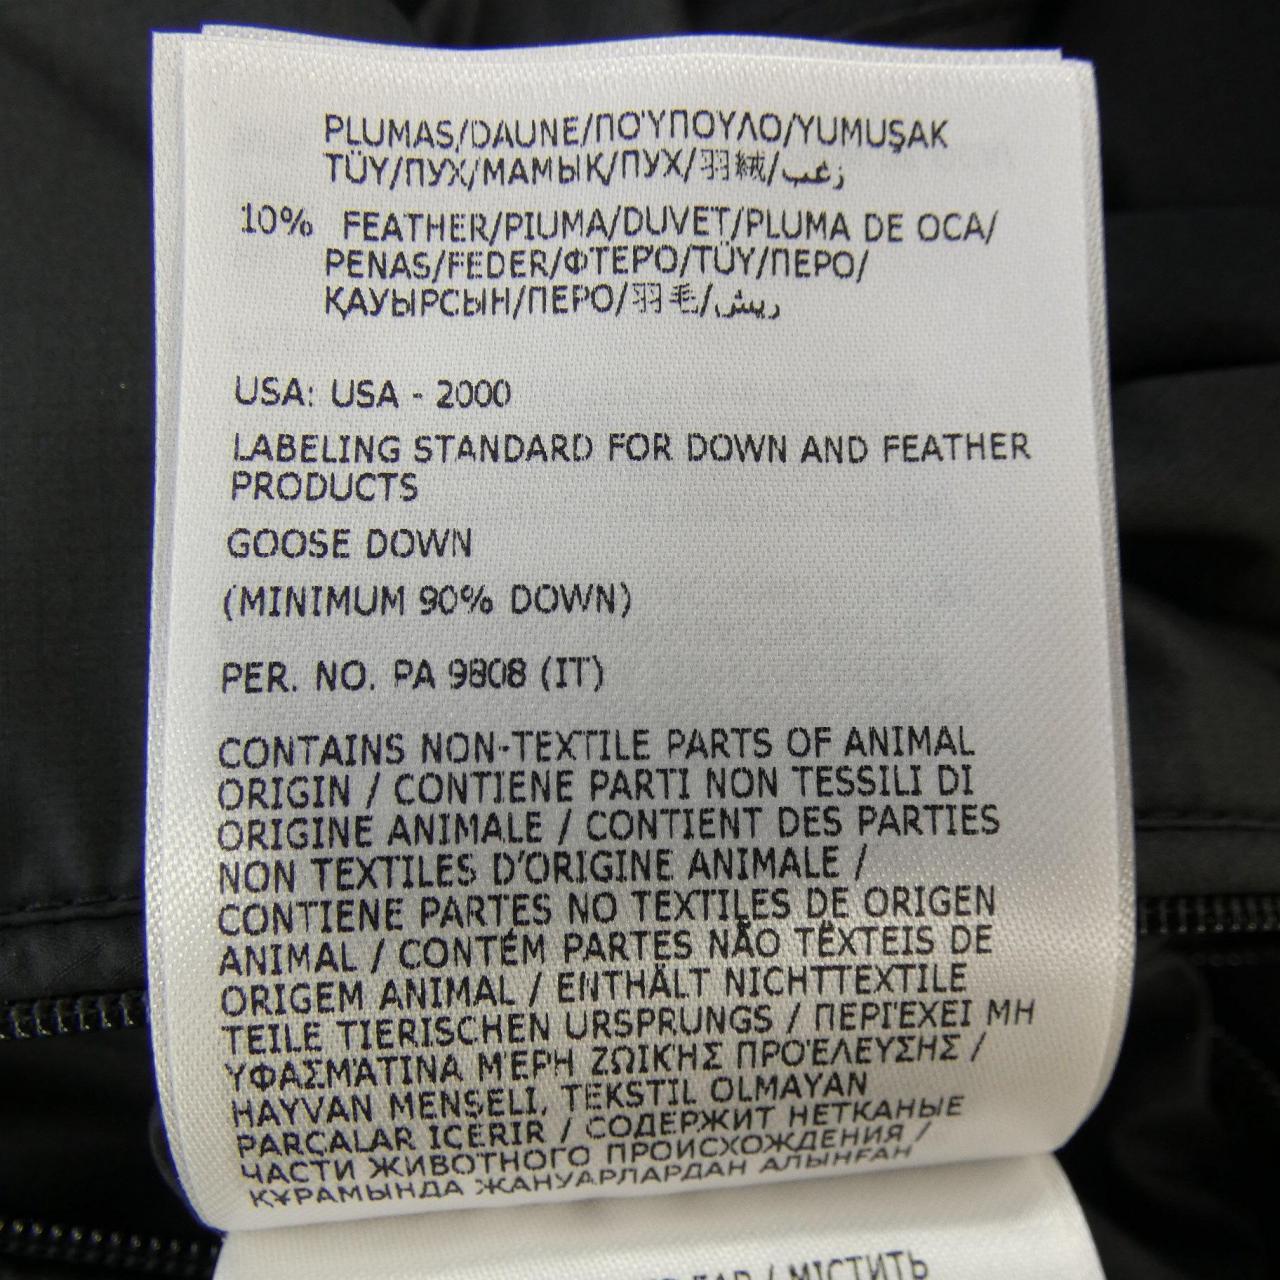 PLUMAS/DAUNE/ΠΟΎΠΟΥΛΟ/YUMUŞAK
TÜY/ПУХ/МАМЫҚ/ПУХ/羽絨/زغب
10% FEATHER/PIUMA/DUVET/PLUMA DE OCA/
PENAS/FEDER/ΦΤΕΡΌ/TÜY/ПЕРО/
ҚАУЫРСЫН/ПЕРО/羽毛/ريش
USA: USA - 2000
LABELING STANDARD FOR DOWN AND FEATHER
PRODUCTS
GOOSE DOWN
(MINIMUM 90% DOWN)
PER. NO. PA 9808 (IT)
CONTAINS NON-TEXTILE PARTS OF ANIMAL
ORIGIN / CONTIENE PARTI NON TESSILI DI
ORIGINE ANIMALE / CONTIENT DES PARTIES
NON TEXTILES D'ORIGINE ANIMALE /
CONTIENE PARTES NO TEXTILES DE ORIGEN
ANIMAL / CONTÉM PARTES NÃO TÊXTEIS DE
ORIGEM ANIMAL / ENTHÄLT NICHTTEXTILE
TEILE TIERISCHEN URSPRUNGS / ΠΕΡΙΈΧΕΙ ΜΗ
ΥΦΑΣΜΆΤΙΝΑ ΜΈΡΗ ΖΩΙΚΉΣ ΠΡΟΈΛΕΥΣΗΣ /
HAYVAN MENŞELİ, TEKSTIL OLMAYAN
PARÇALAR IÇERIR / СОДЕРЖИТ НЕТКАНЫЕ
ЧАСТИ ЖИВОТНОГО ПРОИСХОЖДЕНИЯ /
ҚҰРАМЫНДА ЖАНУАРЛАРДАН АЛЫНҒАН
/ МІСТИТЬ